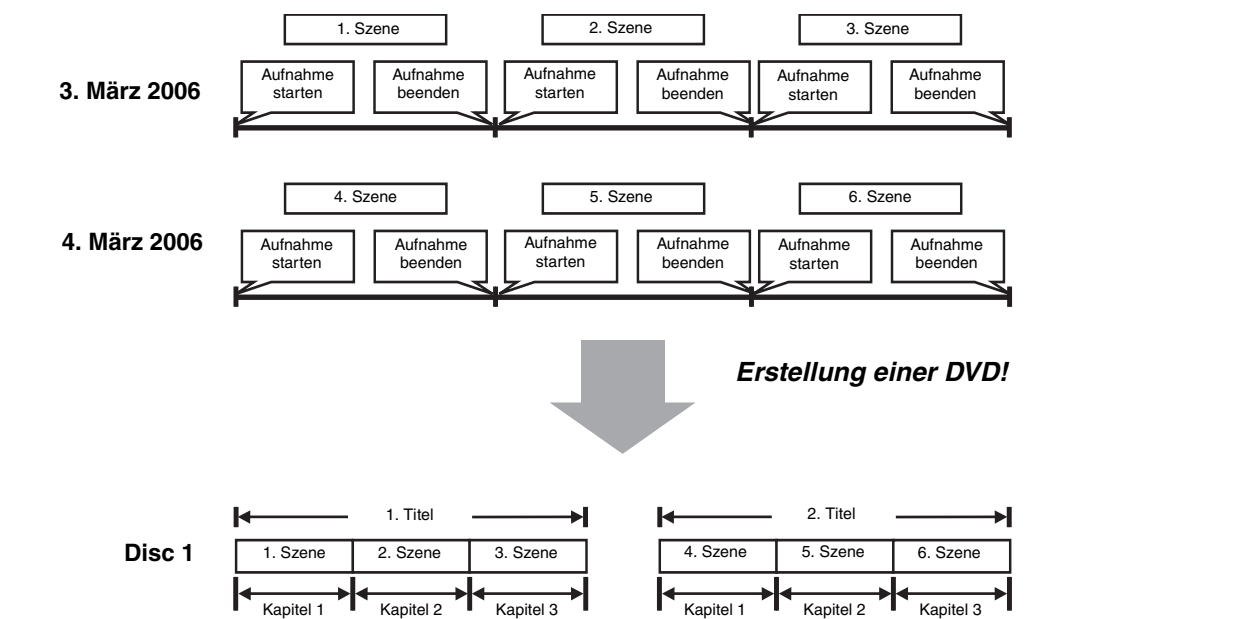 1. Szene
2. Szene
3. Szene
3. März 2006
Aufnahme
starten
Aufnahme
beenden
Aufnahme
starten
Aufnahme
beenden
Aufnahme
starten
Aufnahme
beenden
4. Szene
5. Szene
6. Szene
4. März 2006
Aufnahme
starten
Aufnahme
beenden
Aufnahme
starten
Aufnahme
beenden
Aufnahme
starten
Aufnahme
beenden
Erstellung einer DVD!
1. Titel
2. Titel
Disc 1
1. Szene
2. Szene
3. Szene
4. Szene
5. Szene
6. Szene
Kapitel 1
Kapitel 2
Kapitel 3
Kapitel 1
Kapitel 2
Kapitel 3